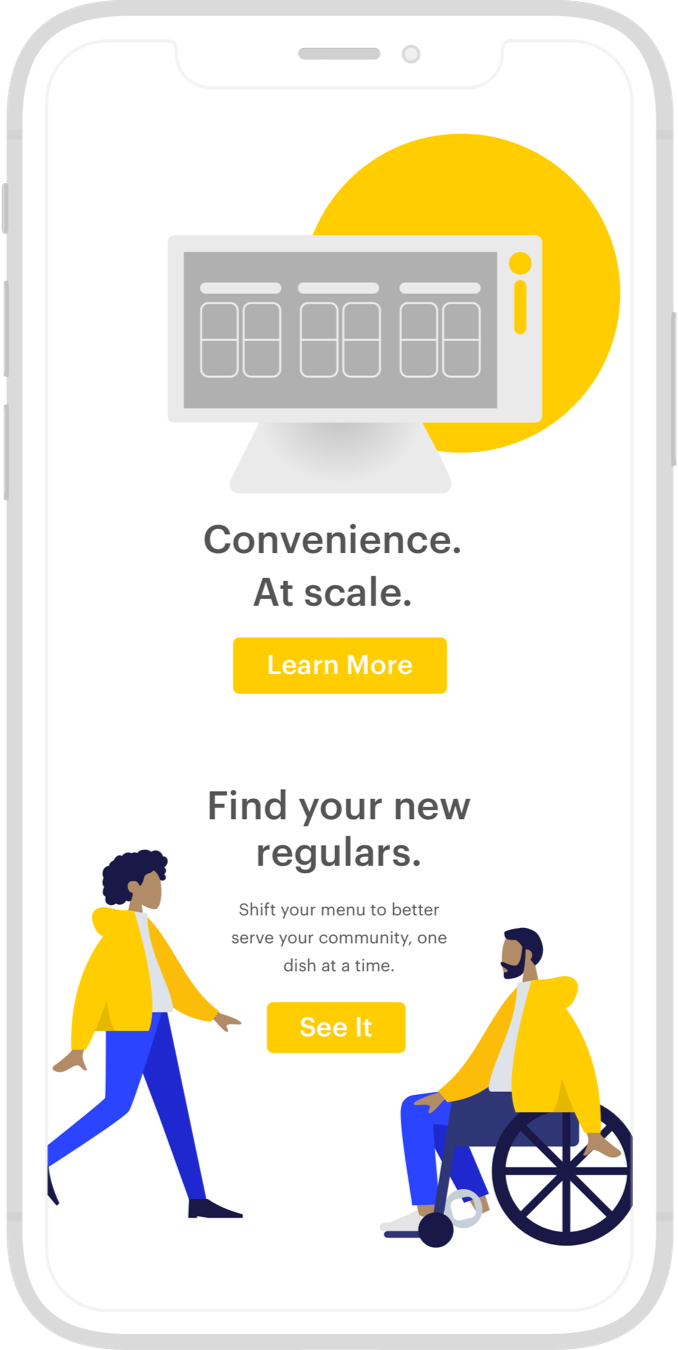 Convenience.
At scale.
Learn More
Find your new
regulars.
Shift your menu to better
serve your community, one
dish at a time.
See It